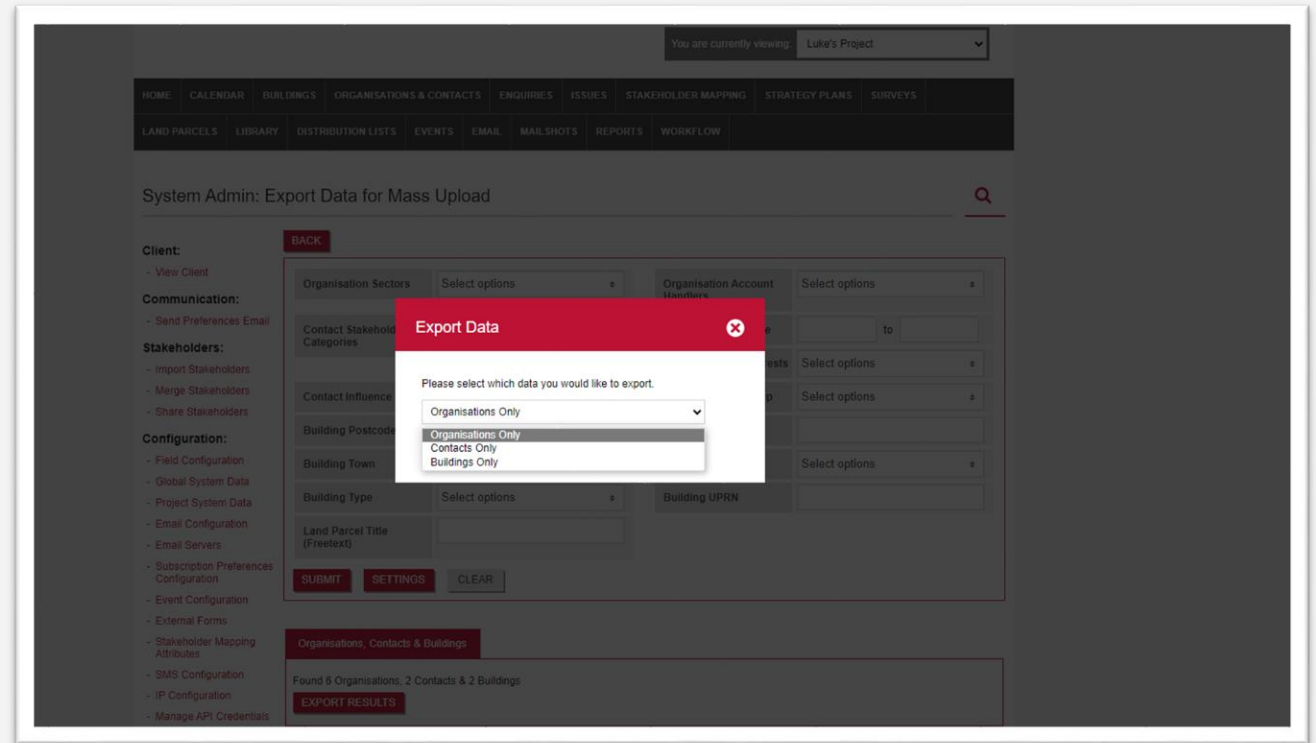 You are currently viewing: Luke's Project
HOME CALENDAR BUILDINGS ORGANISATIONS & CONTACTS ENQUIRIES ISSUES STAKEHOLDER MAPPING STRATEGY PLANS SURVEYS
LAND PARCELS LIBRARY DISTRIBUTION LISTS EVENTS EMAIL MAILSHOTS REPORTS WORKFLOW
System Admin: Export Data for Mass Upload
Client:
- View Client
Communication:
- Send Preferences Email
Stakeholders:
- Import Stakeholders
- Merge Stakeholders
- Share Stakeholders
Configuration:
- Field Configuration
- Global System Data
- Project System Data
- Email Configuration
- Email Servers
- Subscription Preferences
Configuration
- Event Configuration
- External Forms
- Stakeholder Mapping
Attributes
- SMS Configuration
- IP Configuration
- Manage API Credentials
BACK
Organisation Sectors Select options Organisation Account Select options
Handlers
Contact Stakehold e to
Categories
rests Select options
Contact Influence p Select options
Building Postcode
Building Town Select options
Building Type Select options Building UPRN
Land Parcel Title
(Freetext)
SUBMIT SETTINGS CLEAR
Export Data
Please select which data you would like to export.
Organisations Only
Organisations Only
Contacts Only
Buildings Only
Organisations, Contacts & Buildings
Found 6 Organisations, 2 Contacts & 2 Buildings
EXPORT RESULTS